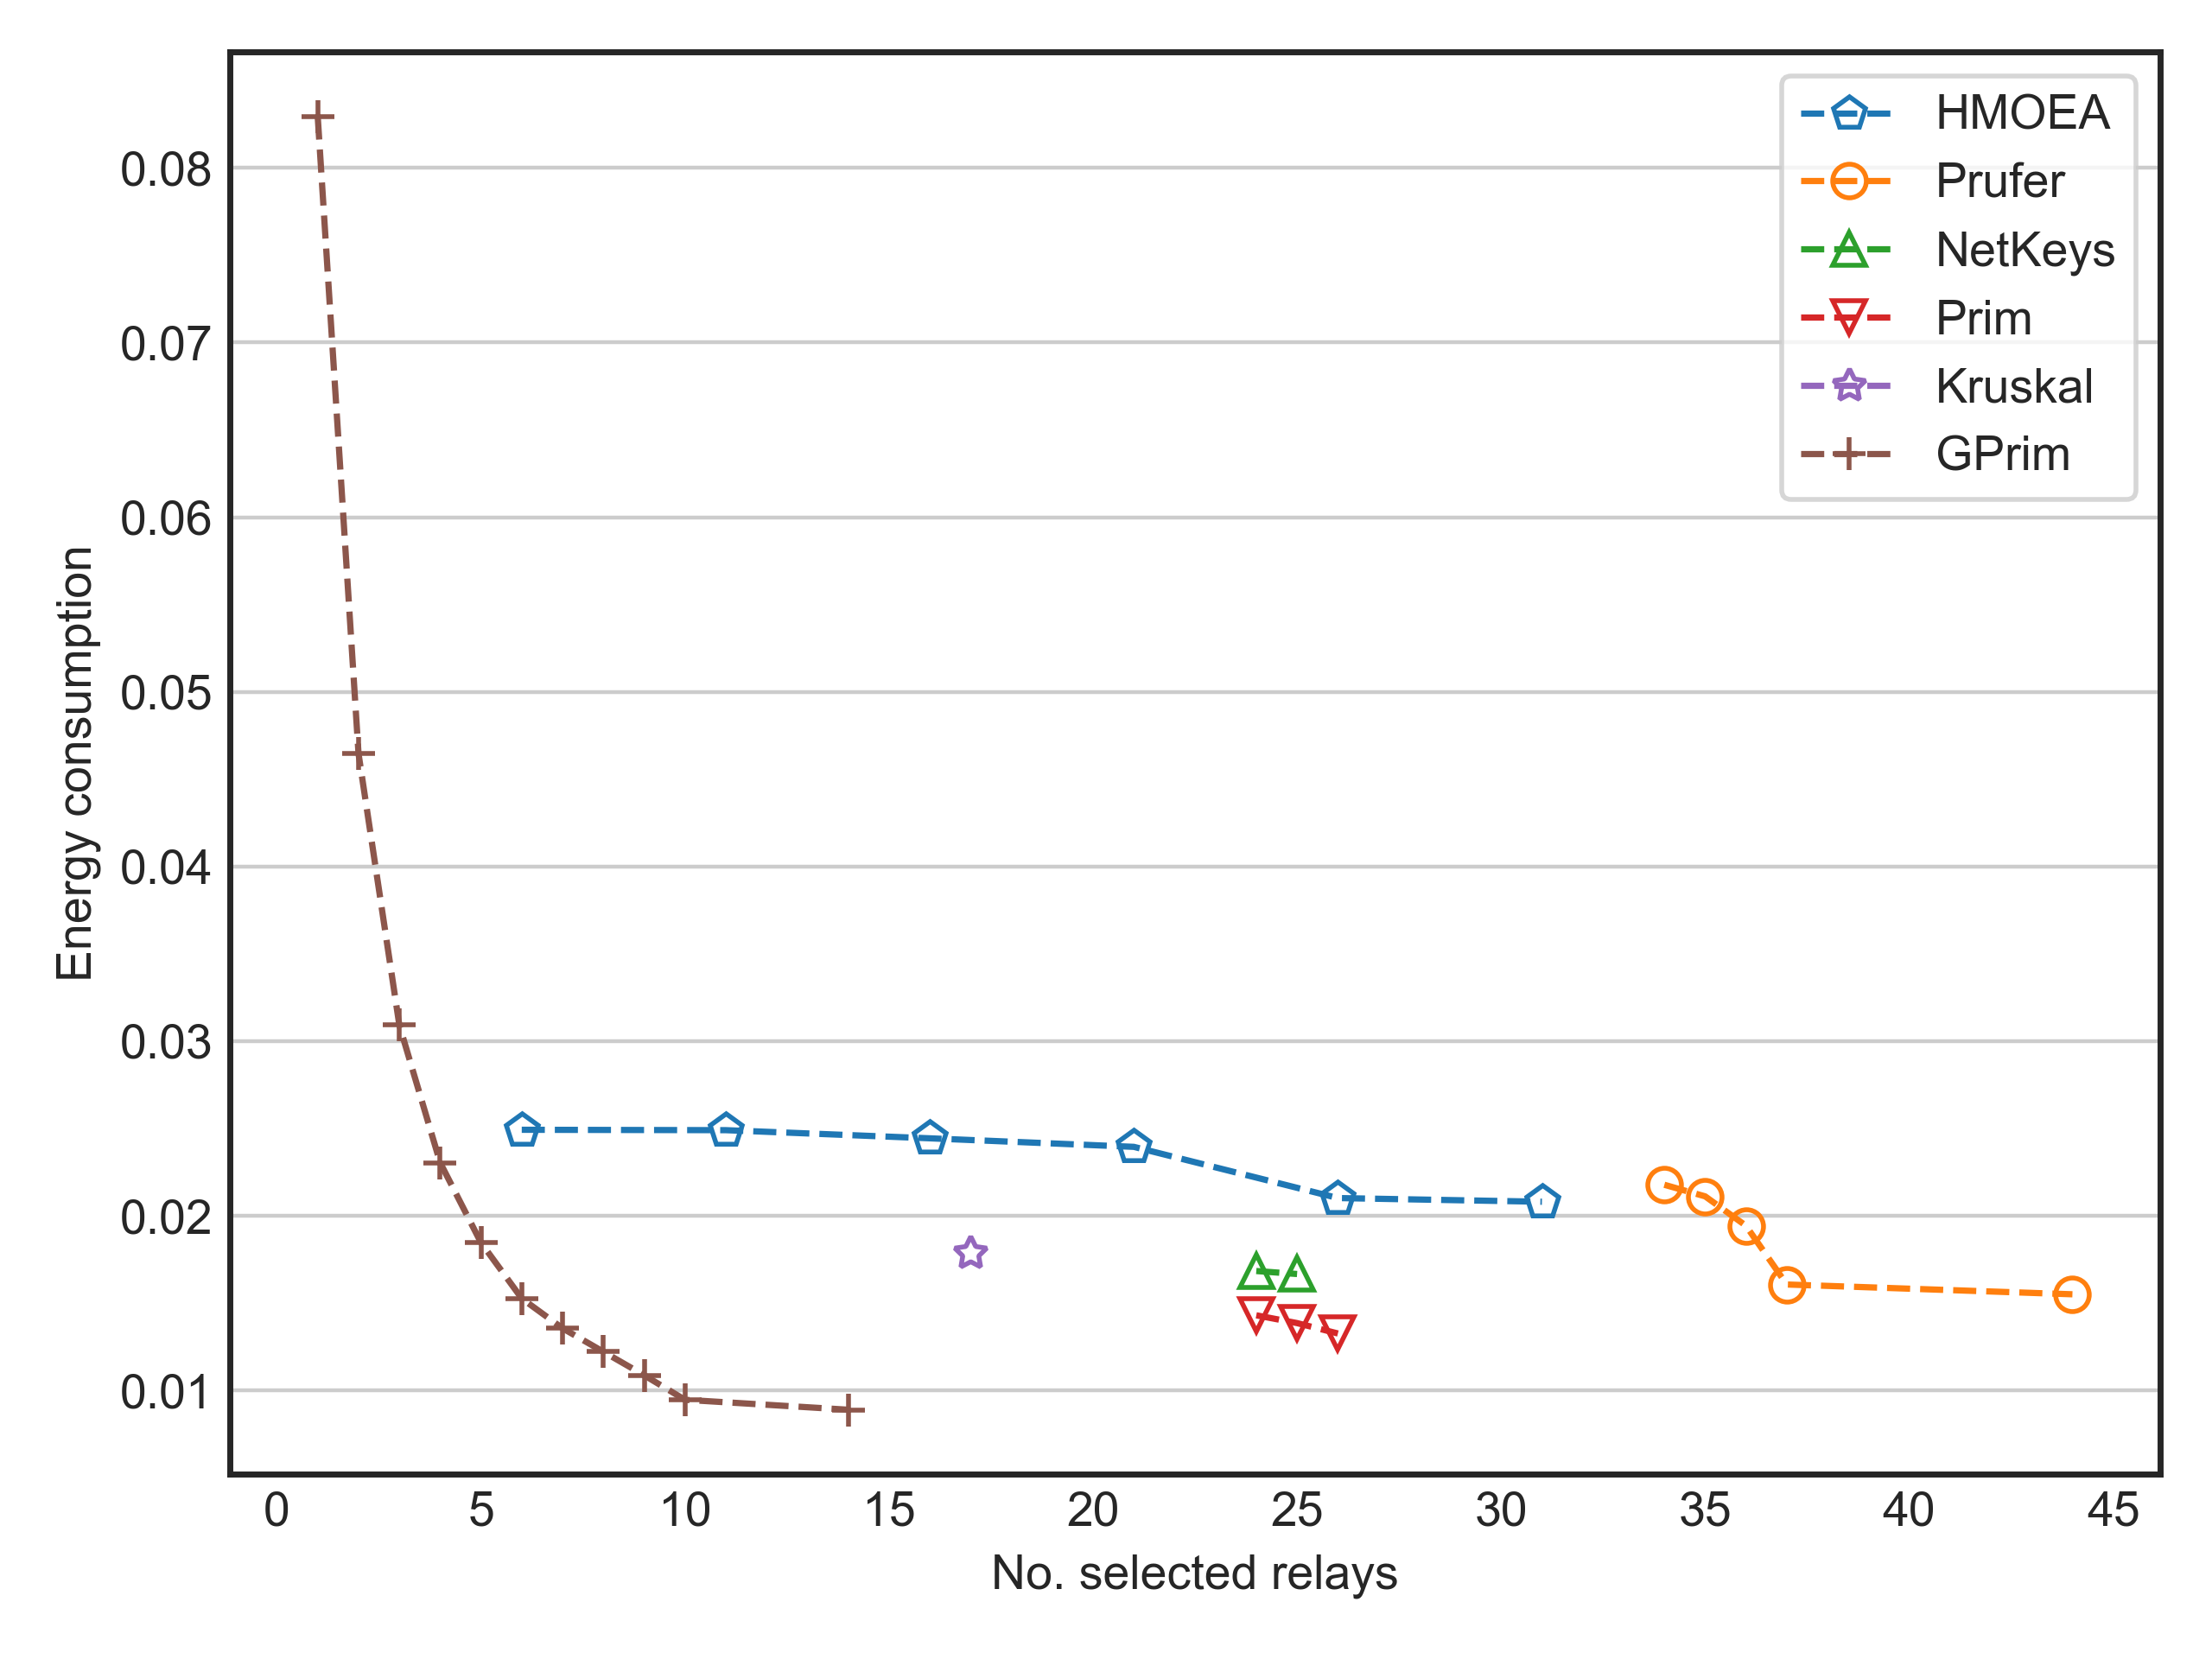 HMOEA
Prufer
NetKeys
Prim
Kruskal
GPrim
Energy consumption
0.08
0.07
0.06
0.05
0.04
0.03
0.02
0.01
0 5 10 15 20 25 30 35 40 45
No. selected relays